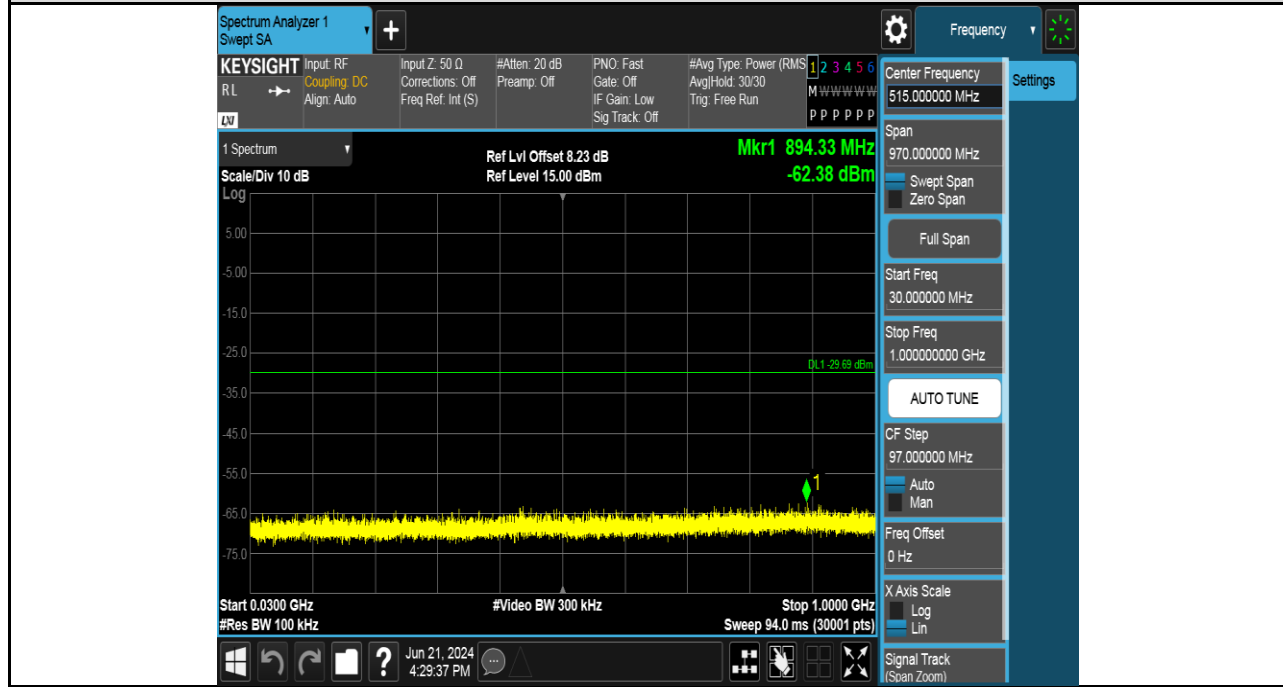 Spectrum Analyzer 1
Swept SA
+
Frequency
KEYSIGHT
RL
LXI
Input: RF
Coupling: DC
Align: Auto
Input Z: 50 Ω
Corrections: Off
Freq Ref: Int (S)
#Atten: 20 dB
Preamp: Off
PNO: Fast
Gate: Off
IF Gain: Low
Sig Track: Off
#Avg Type: Power (RMS
Avg|Hold: 30/30
Trig: Free Run
1 2 3 4 5 6
M W W W W W
P P P P P P
1 Spectrum
Scale/Div 10 dB
Log
Ref Lvl Offset 8.23 dB
Ref Level 15.00 dBm
Mkr1 894.33 MHz
-62.38 dBm
5.00
-5.00
-15.0
-25.0
DL1 -29.69 dBm
-35.0
-45.0
-55.0
1
-65.0
-75.0
Start 0.0300 GHz
#Video BW 300 kHz
Stop 1.0000 GHz
#Res BW 100 kHz
Sweep 94.0 ms (30001 pts)
?
Jun 21, 2024
4:29:37 PM
Center Frequency
515.000000 MHz
Settings
Span
970.000000 MHz
Swept Span
Zero Span
Full Span
Start Freq
30.000000 MHz
Stop Freq
1.000000000 GHz
AUTO TUNE
CF Step
97.000000 MHz
Auto
Man
Freq Offset
0 Hz
X Axis Scale
Log
Lin
Signal Track
(Span Zoom)